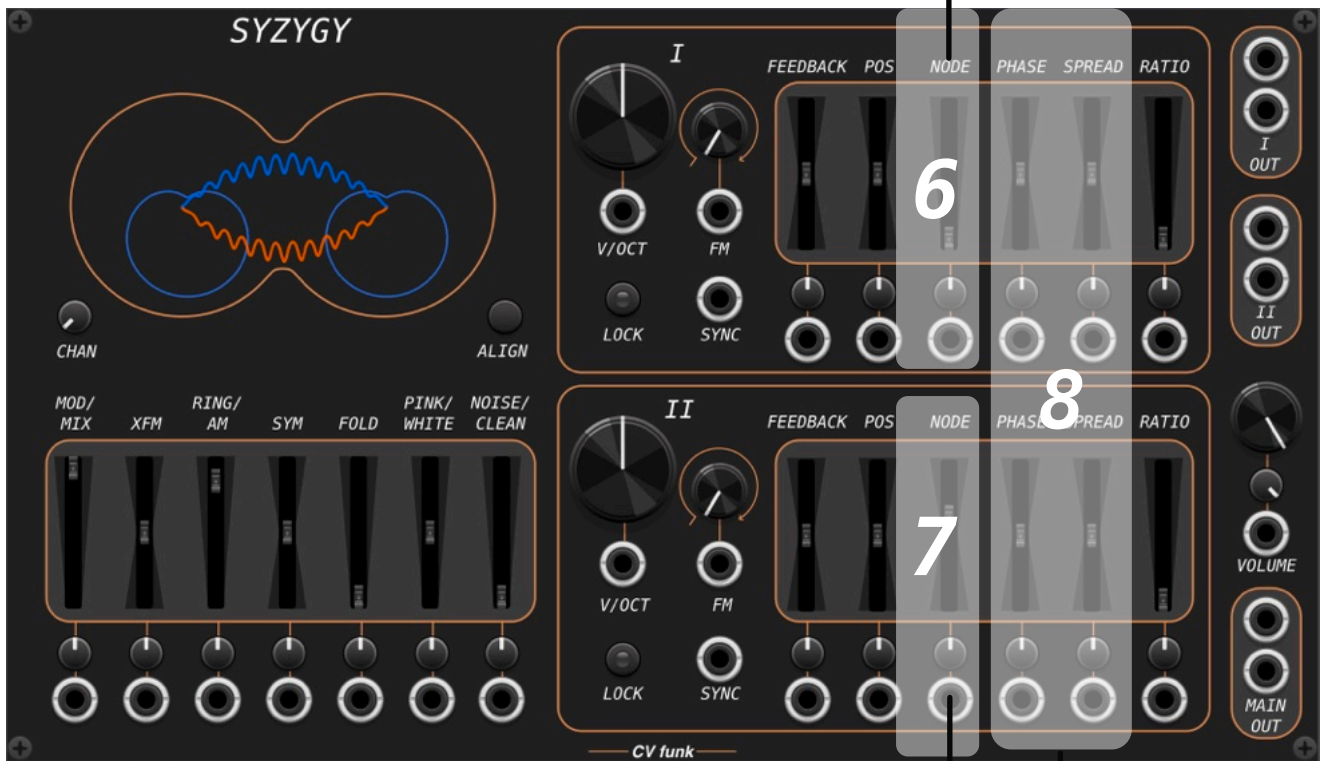 SYZYGY
CHAN
ALIGN
MOD/
MIX
XFM
RING/
AM
SYM
FOLD
PINK/
WHITE
NOISE/
CLEAN
I
FEEDBACK POS NODE PHASE SPREAD RATIO
V/OCT FM
LOCK SYNC
6
8
II
FEEDBACK POS NODE PHASE SPREAD RATIO
V/OCT FM
LOCK SYNC
7
I
OUT
II
OUT
VOLUME
MAIN
OUT
CV funk